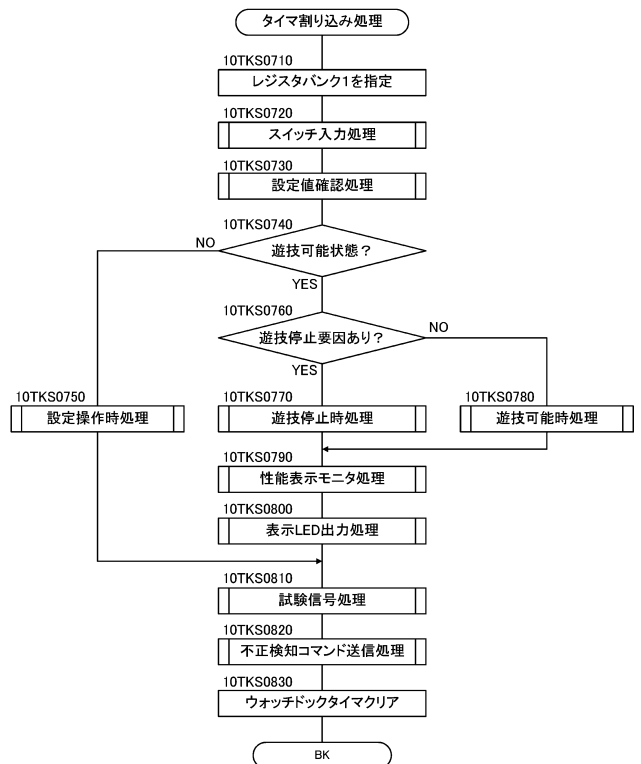 タイマ割り込み処理
10TKS0710
レジスタバンク1を指定
10TKS0720
スイッチ入力処理
10TKS0730
設定値確認処理
10TKS0740
遊技可能状態？
NO
YES
10TKS0760
遊技停止要因あり？
NO
YES
10TKS0750
設定操作時処理
10TKS0770
遊技停止時処理
10TKS0780
遊技可能時処理
10TKS0790
性能表示モニタ処理
10TKS0800
表示LED出力処理
10TKS0810
試験信号処理
10TKS0820
不正検知コマンド送信処理
10TKS0830
ウォッチドックタイマクリア
BK